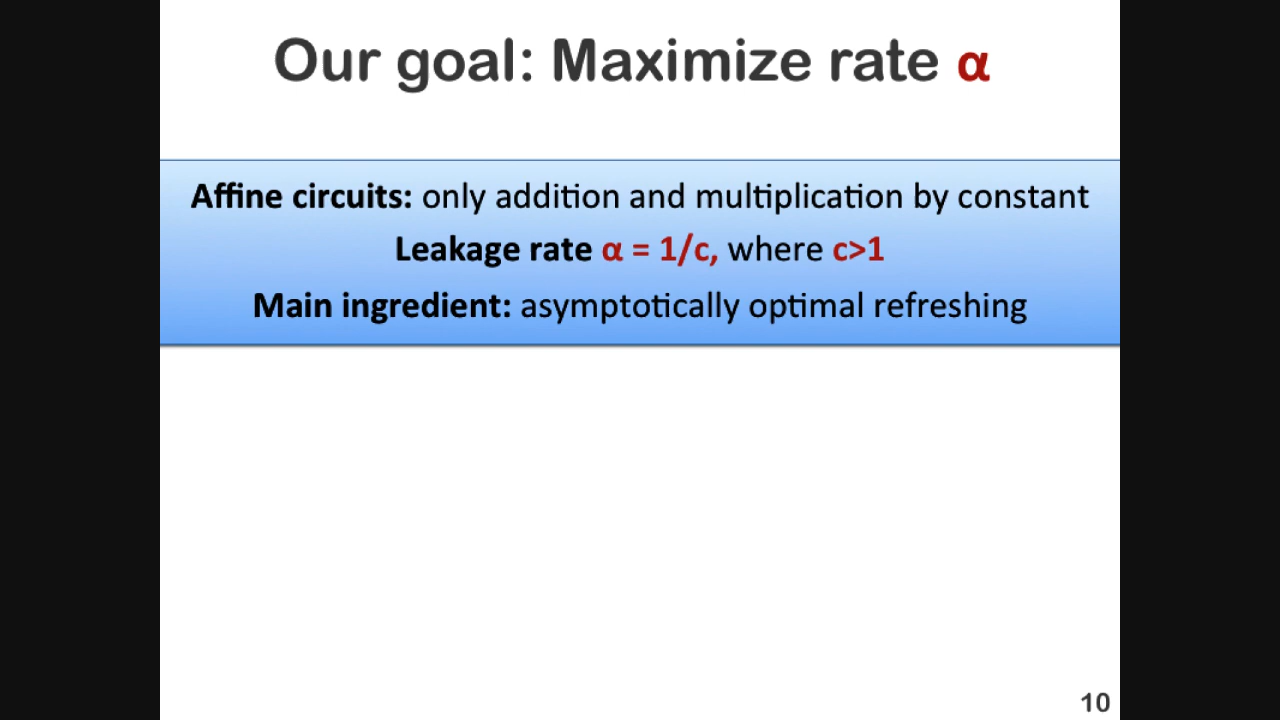 Our goal: Maximize rate α
Affine circuits: only addition and multiplication by constant
Leakage rate α = 1/c, where c>1
Main ingredient: asymptotically optimal refreshing
10